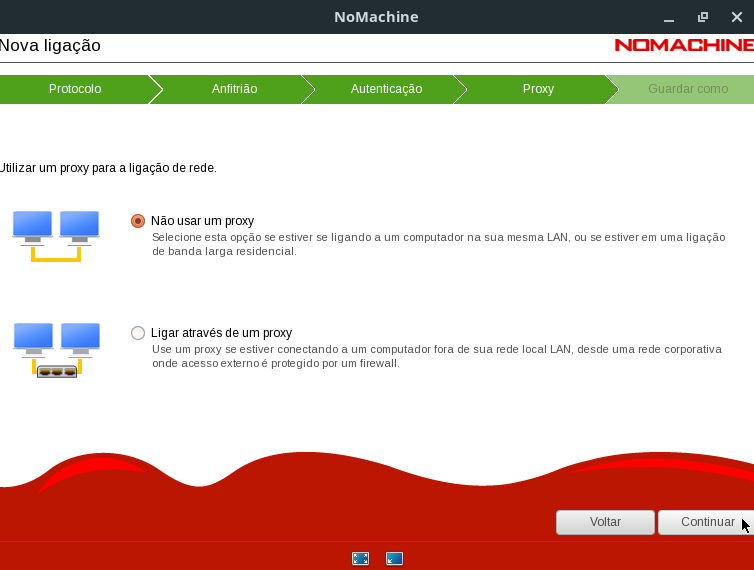 NoMachine
Nova ligação
NOMACHINE
Protocolo
Anfitrião
Autenticação
Proxy
Guardar como
Utilizar um proxy para a ligação de rede.
Não usar um proxy
Selecione esta opção se estiver se ligando a um computador na sua mesma LAN, ou se estiver em uma ligação
de banda larga residencial.
Ligar através de um proxy
Use um proxy se estiver conectando a um computador fora de sua rede local LAN, desde uma rede corporativa
onde acesso externo é protegido por um firewall.
Voltar
Continuar